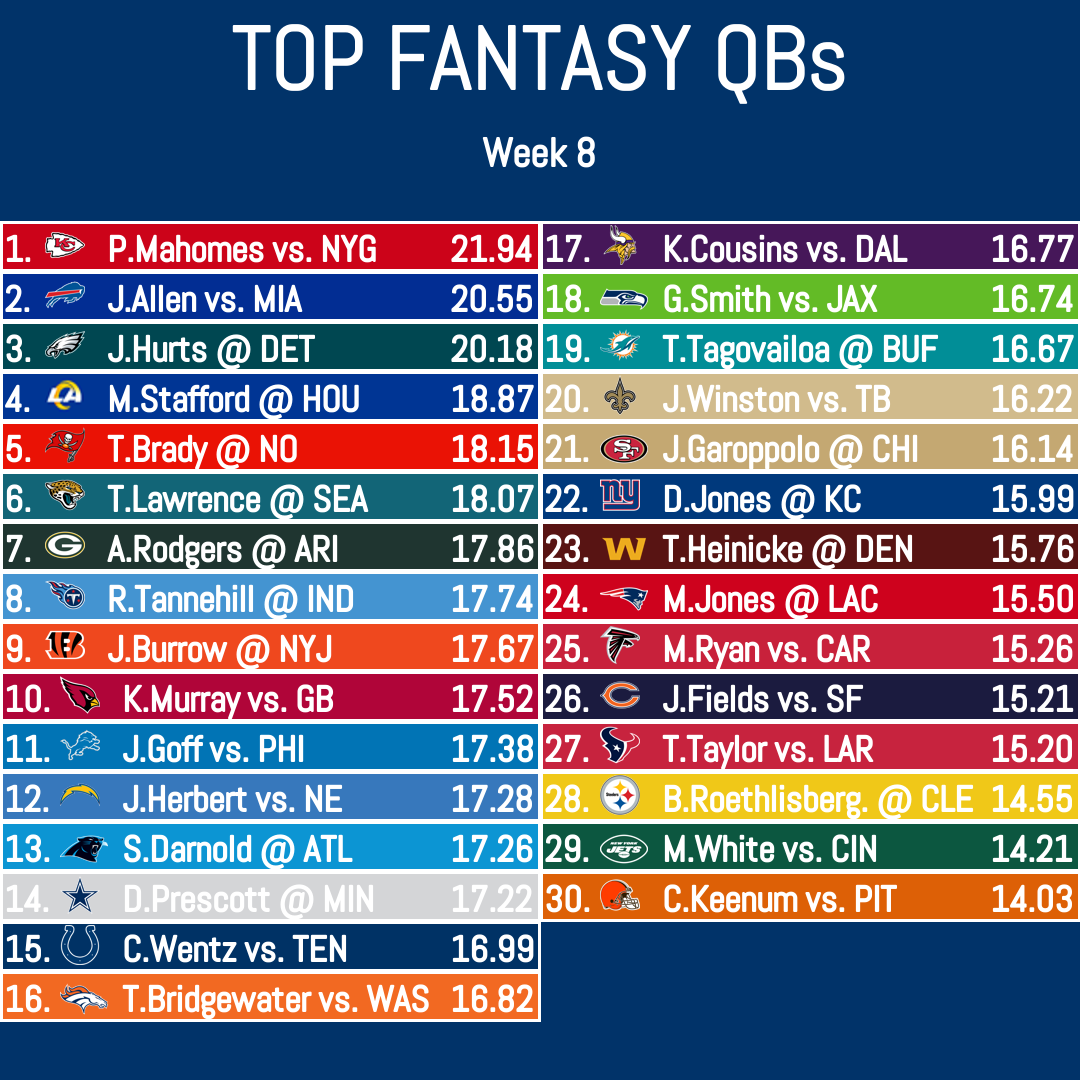 TOP FANTASY QBs
Week 8
1. P.Mahomes vs. NYG 21.94
2. J.Allen vs. MIA 20.55
3. J.Hurts @ DET 20.18
4. M.Stafford @ HOU 18.87
5. T.Brady @ NO 18.15
6. T.Lawrence @ SEA 18.07
7. A.Rodgers @ ARI 17.86
8. R.Tannehill @ IND 17.74
9. J.Burrow @ NYJ 17.67
10. K.Murray vs. GB 17.52
11. J.Goff vs. PHI 17.38
12. J.Herbert vs. NE 17.28
13. S.Darnold @ ATL 17.26
14. D.Prescott @ MIN 17.22
15. C.Wentz vs. TEN 16.99
16. T.Bridgewater vs. WAS 16.82
17. K.Cousins vs. DAL 16.77
18. G.Smith vs. JAX 16.74
19. T.Tagovailoa @ BUF 16.67
20. J.Winston vs. TB 16.22
21. J.Garoppolo @ CHI 16.14
22. D.Jones @ KC 15.99
23. T.Heinicke @ DEN 15.76
24. M.Jones @ LAC 15.50
25. M.Ryan vs. CAR 15.26
26. J.Fields vs. SF 15.21
27. T.Taylor vs. LAR 15.20
28. B.Roethlisberg. @ CLE 14.55
29. M.White vs. CIN 14.21
30. C.Keenum vs. PIT 14.03